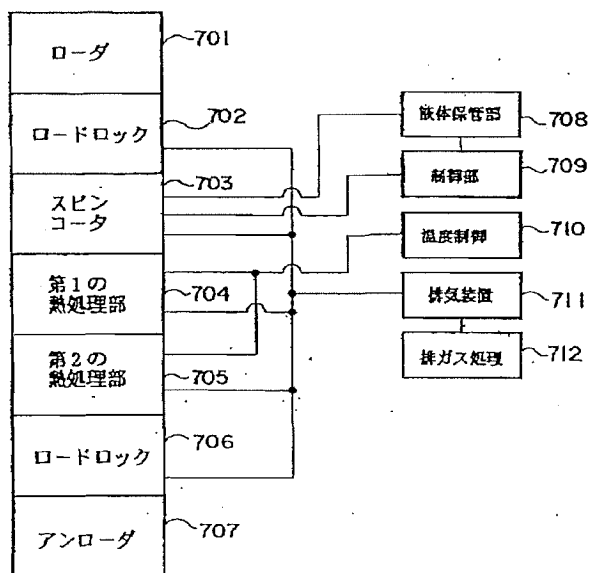 ローダ
701
ロードロック
702
スピン
コータ
703
第1の
熱処理部
704
第2の
熱処理部
705
ロードロック
706
アンローダ
707
液体保管部
708
制御部
709
温度制御
710
排気装置
711
排ガス処理
712